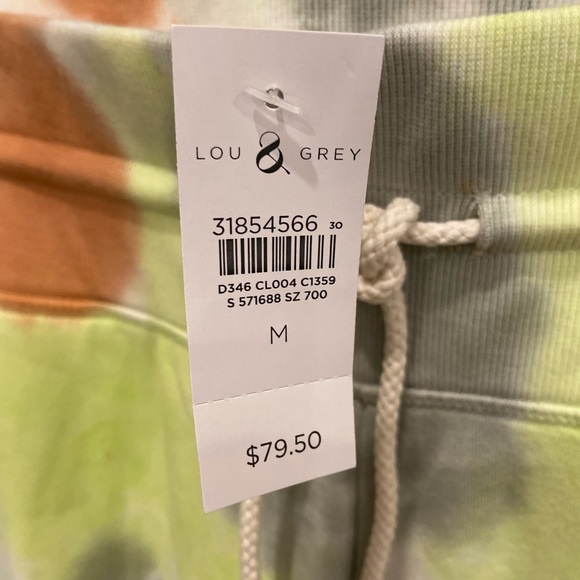 LOU & GREY
31854566 30
D346 CL004 C1359
S 571688 SZ 700
M
$79.50